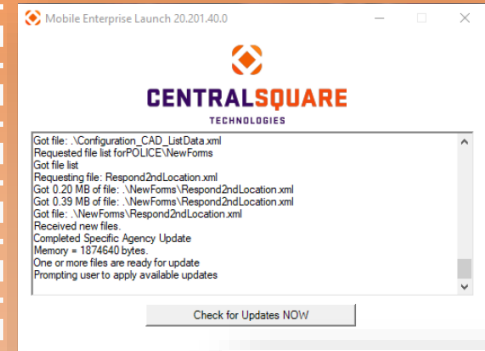 Mobile Enterprise Launch 20.201.40.0
CENTRALSQUARE
TECHNOLOGIES
Got file: .\Configuration_CAD_ListData.xml
Requested file list forPOLICE\NewForms
Got file list
Requesting file: Respond2ndLocation.xml
Got 0.20 MB of file: .\NewForms\Respond2ndLocation.xml
Got 0.39 MB of file: .\NewForms\Respond2ndLocation.xml
Got file: .\NewForms\Respond2ndLocation.xml
Received new files.
Completed Specific Agency Update
Memory = 1874640 bytes.
One or more files are ready for update
Prompting user to apply available updates
Check for Updates NOW